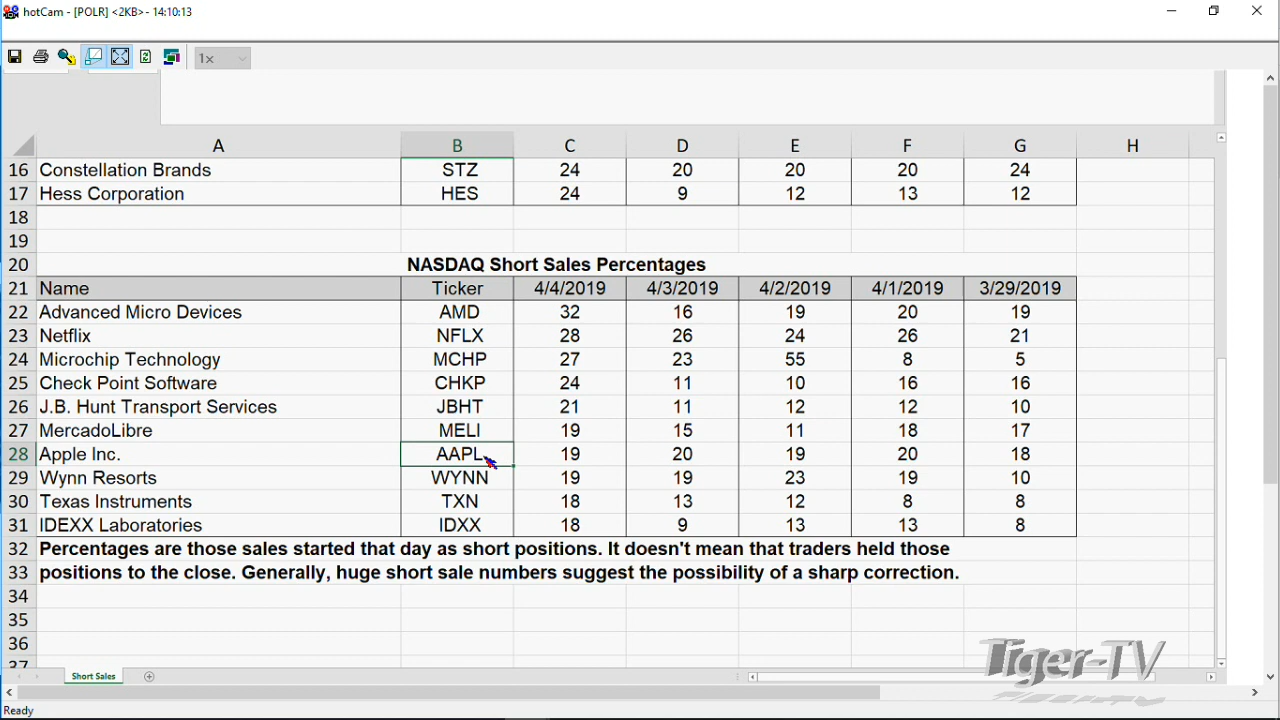 hotCam - [POLR] <2KB> - 14:10:13
1x
A B C D E F G H
16 Constellation Brands STZ 24 20 20 20 24
17 Hess Corporation HES 24 9 12 13 12
18
19
20 NASDAQ Short Sales Percentages
21 Name Ticker 4/4/2019 4/3/2019 4/2/2019 4/1/2019 3/29/2019
22 Advanced Micro Devices AMD 32 16 19 20 19
23 Netflix NFLX 28 26 24 26 21
24 Microchip Technology MCHP 27 23 55 8 5
25 Check Point Software CHKP 24 11 10 16 16
26 J.B. Hunt Transport Services JBHT 21 11 12 12 10
27 MercadoLibre MELI 19 15 11 18 17
28 Apple Inc. AAPL 19 20 19 20 18
29 Wynn Resorts WYNN 19 19 23 19 10
30 Texas Instruments TXN 18 13 12 8 8
31 IDEXX Laboratories IDXX 18 9 13 13 8
32 Percentages are those sales started that day as short positions. It doesn't mean that traders held those
33 positions to the close. Generally, huge short sale numbers suggest the possibility of a sharp correction.
34
35
36
37
Tiger-TV
Short Sales
Ready